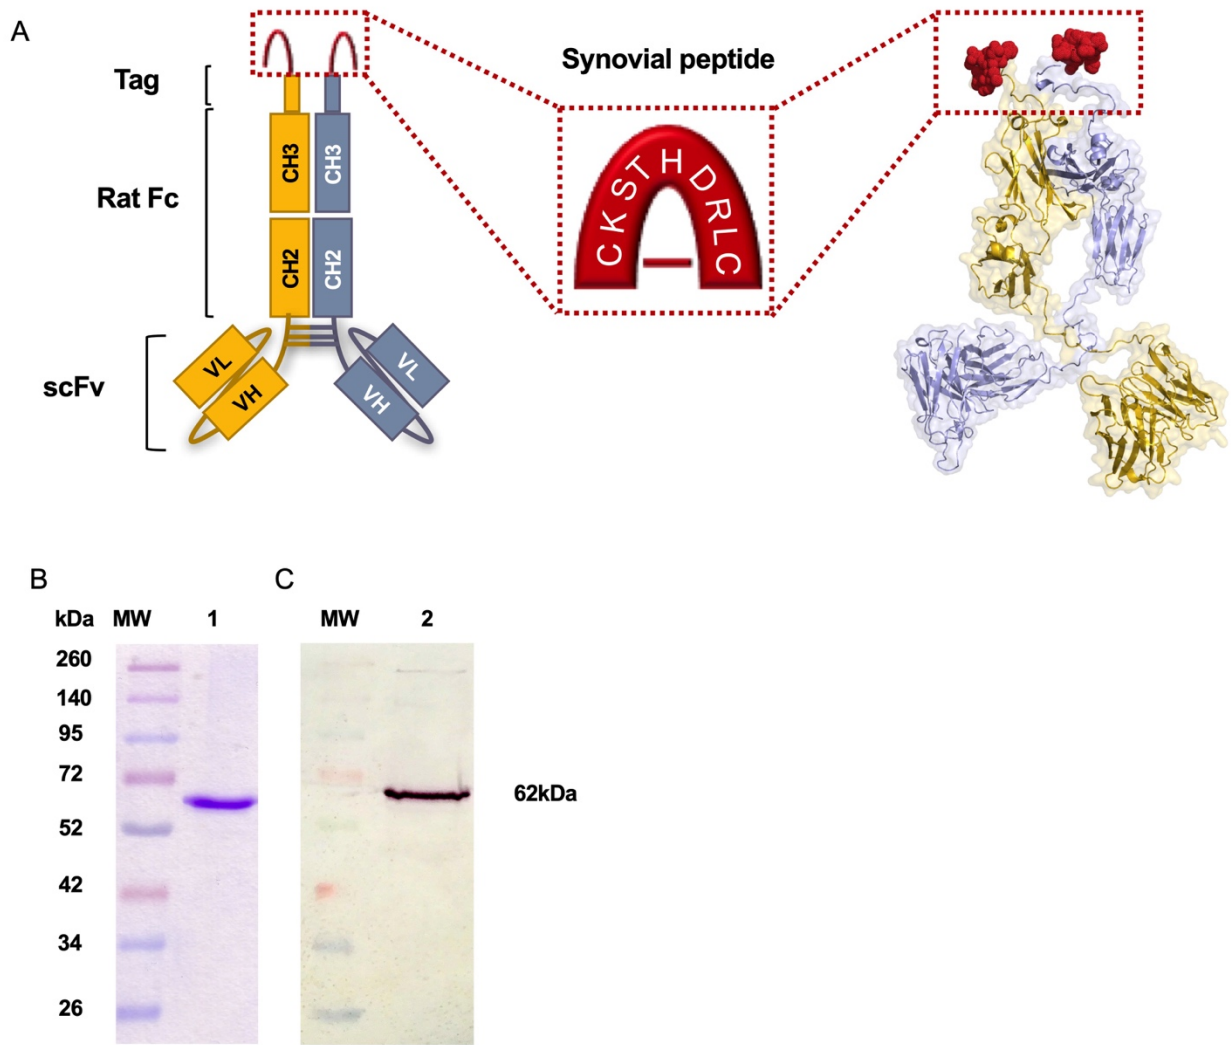 A
Tag
Rat Fc
scFv
CH3
CH3
CH2
CH2
VL
VH
VL
VH
Synovial peptide
CKSTHDRLC
B
C
kDa MW 1
MW 2
260
140
95
72
62kDa
52
42
34
26